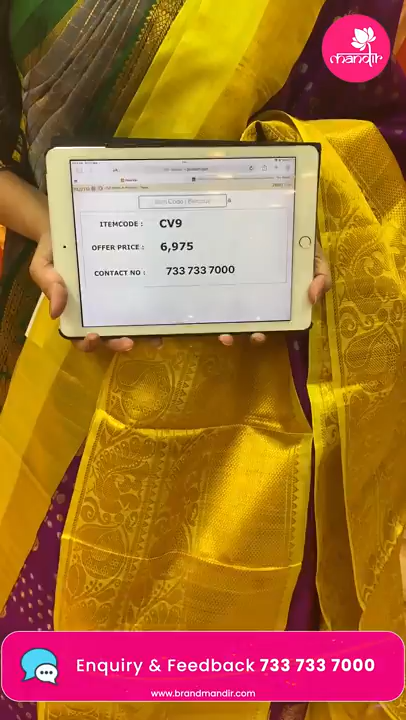 mandir
ITEMCODE : CV9
OFFER PRICE : 6,975
CONTACT NO : 733 733 7000
Enquiry & Feedback 733 733 7000
www.brandmandir.com